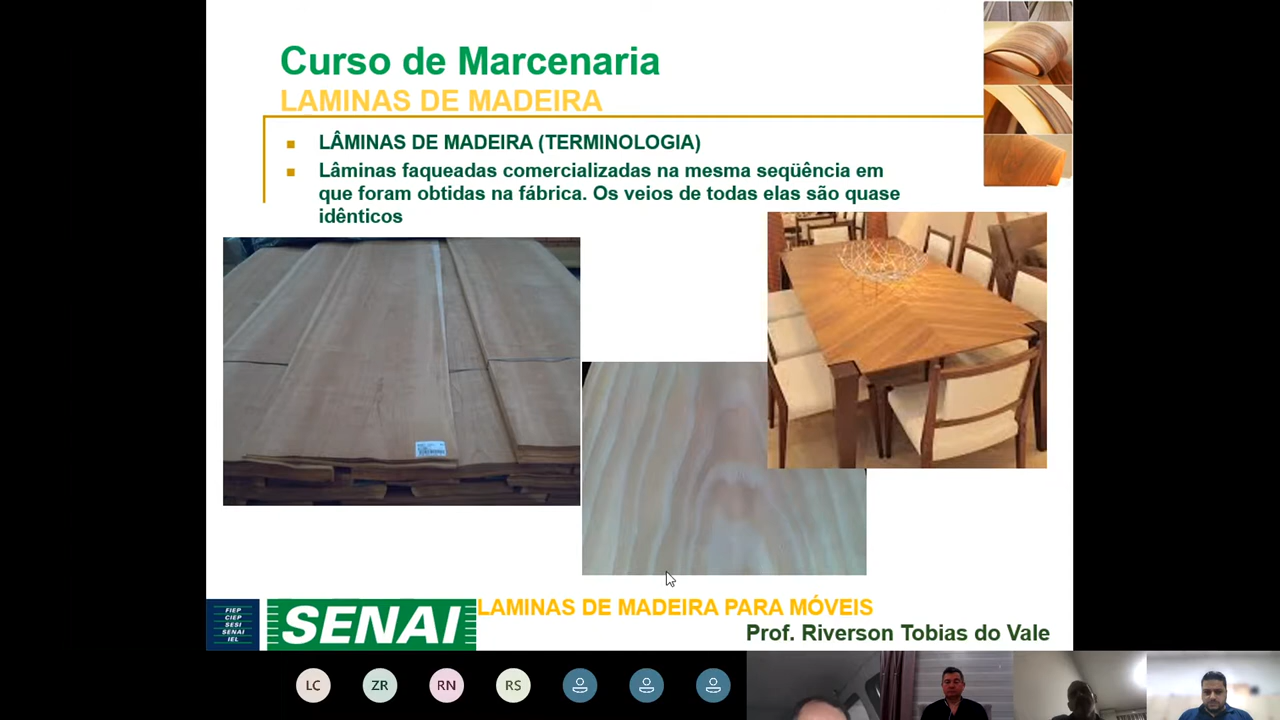 Curso de Marcenaria
LAMINAS DE MADEIRA
LÂMINAS DE MADEIRA (TERMINOLOGIA)
Lâminas faqueadas comercializadas na mesma seqüência em
que foram obtidas na fábrica. Os veios de todas elas são quase
idênticos
FIEP
CIEP
SESI
SENAI
IEL
SENAI
LAMINAS DE MADEIRA PARA MÓVEIS
Prof. Riverson Tobias do Vale
LC
ZR
RN
RS